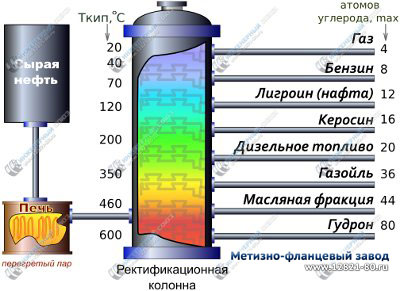 Tкип,°C
атомов
углерода, max
Сырая
нефть
20
40
70
120
200
350
460
600
Газ 4
Бензин 8
Лигроин (нафта) 12
Керосин 16
Дизельное топливо 20
Газойль 36
Масляная фракция 44
Гудрон 80
Печь
перегретый пар
Ректификационная
колонна
Метизно-фланцевый завод
www.12821-80.ru